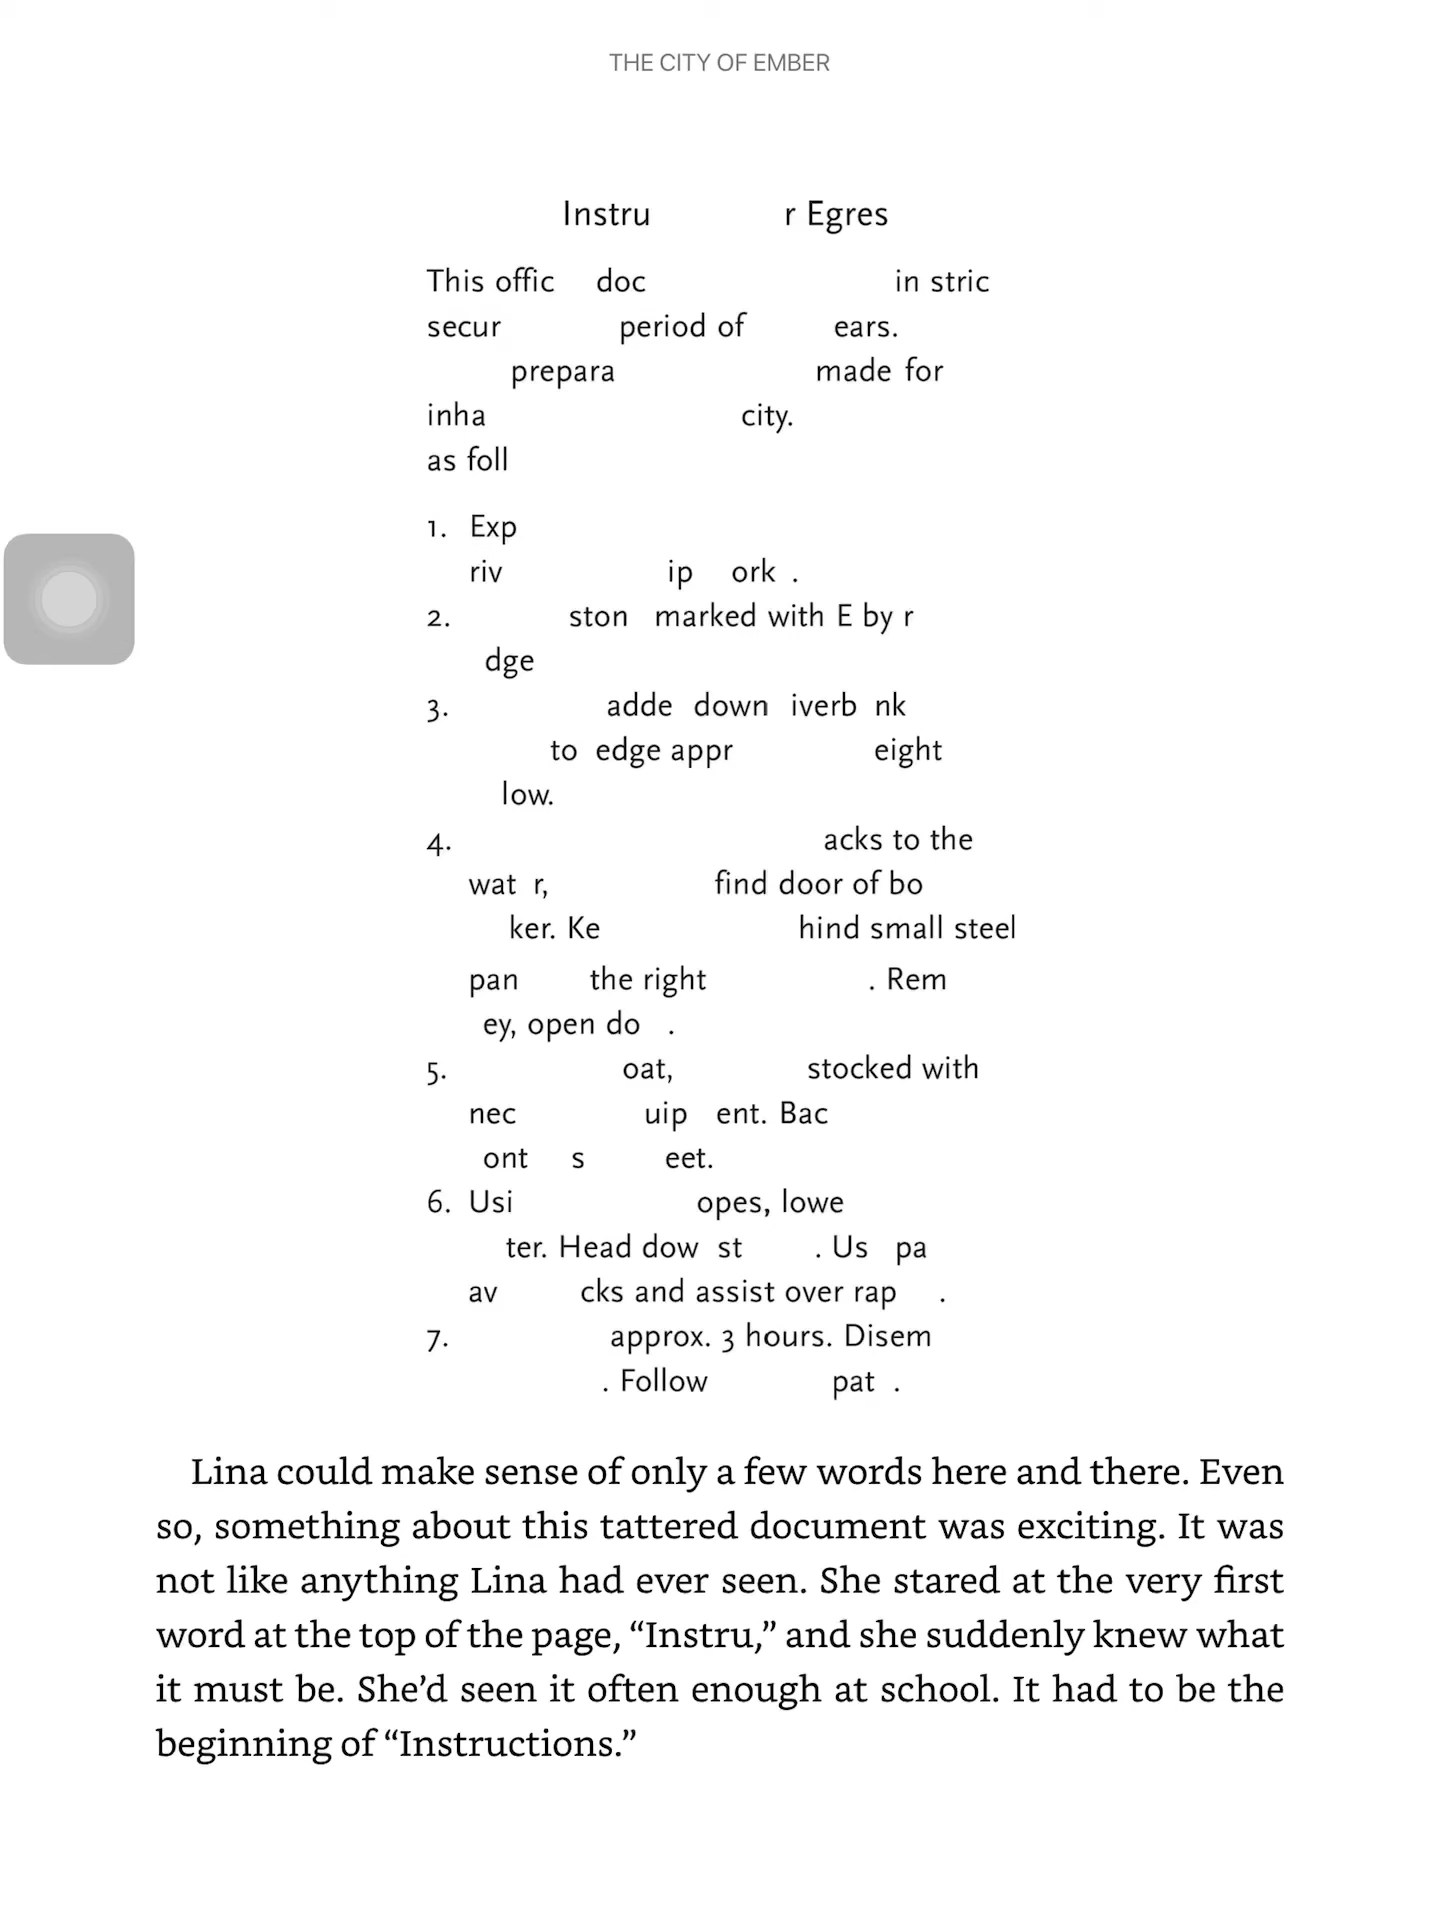 THE CITY OF EMBER
Instru r Egres
This offic doc in stric
secur period of ears.
prepara made for
inha city.
as foll
1. Exp
riv ip ork .
2. ston marked with E by r
dge
3. adde down iverb nk
to edge appr eight
low.
4. acks to the
wat r, find door of bo
ker. Ke hind small steel
pan the right . Rem
ey, open do .
5. oat, stocked with
nec uip ent. Bac
ont s eet.
6. Usi opes, lowe
ter. Head dow st . Us pa
av cks and assist over rap .
7. approx. 3 hours. Disem
. Follow pat .
Lina could make sense of only a few words here and there. Even
so, something about this tattered document was exciting. It was
not like anything Lina had ever seen. She stared at the very first
word at the top of the page, “Instru,” and she suddenly knew what
it must be. She’d seen it often enough at school. It had to be the
beginning of “Instructions.”